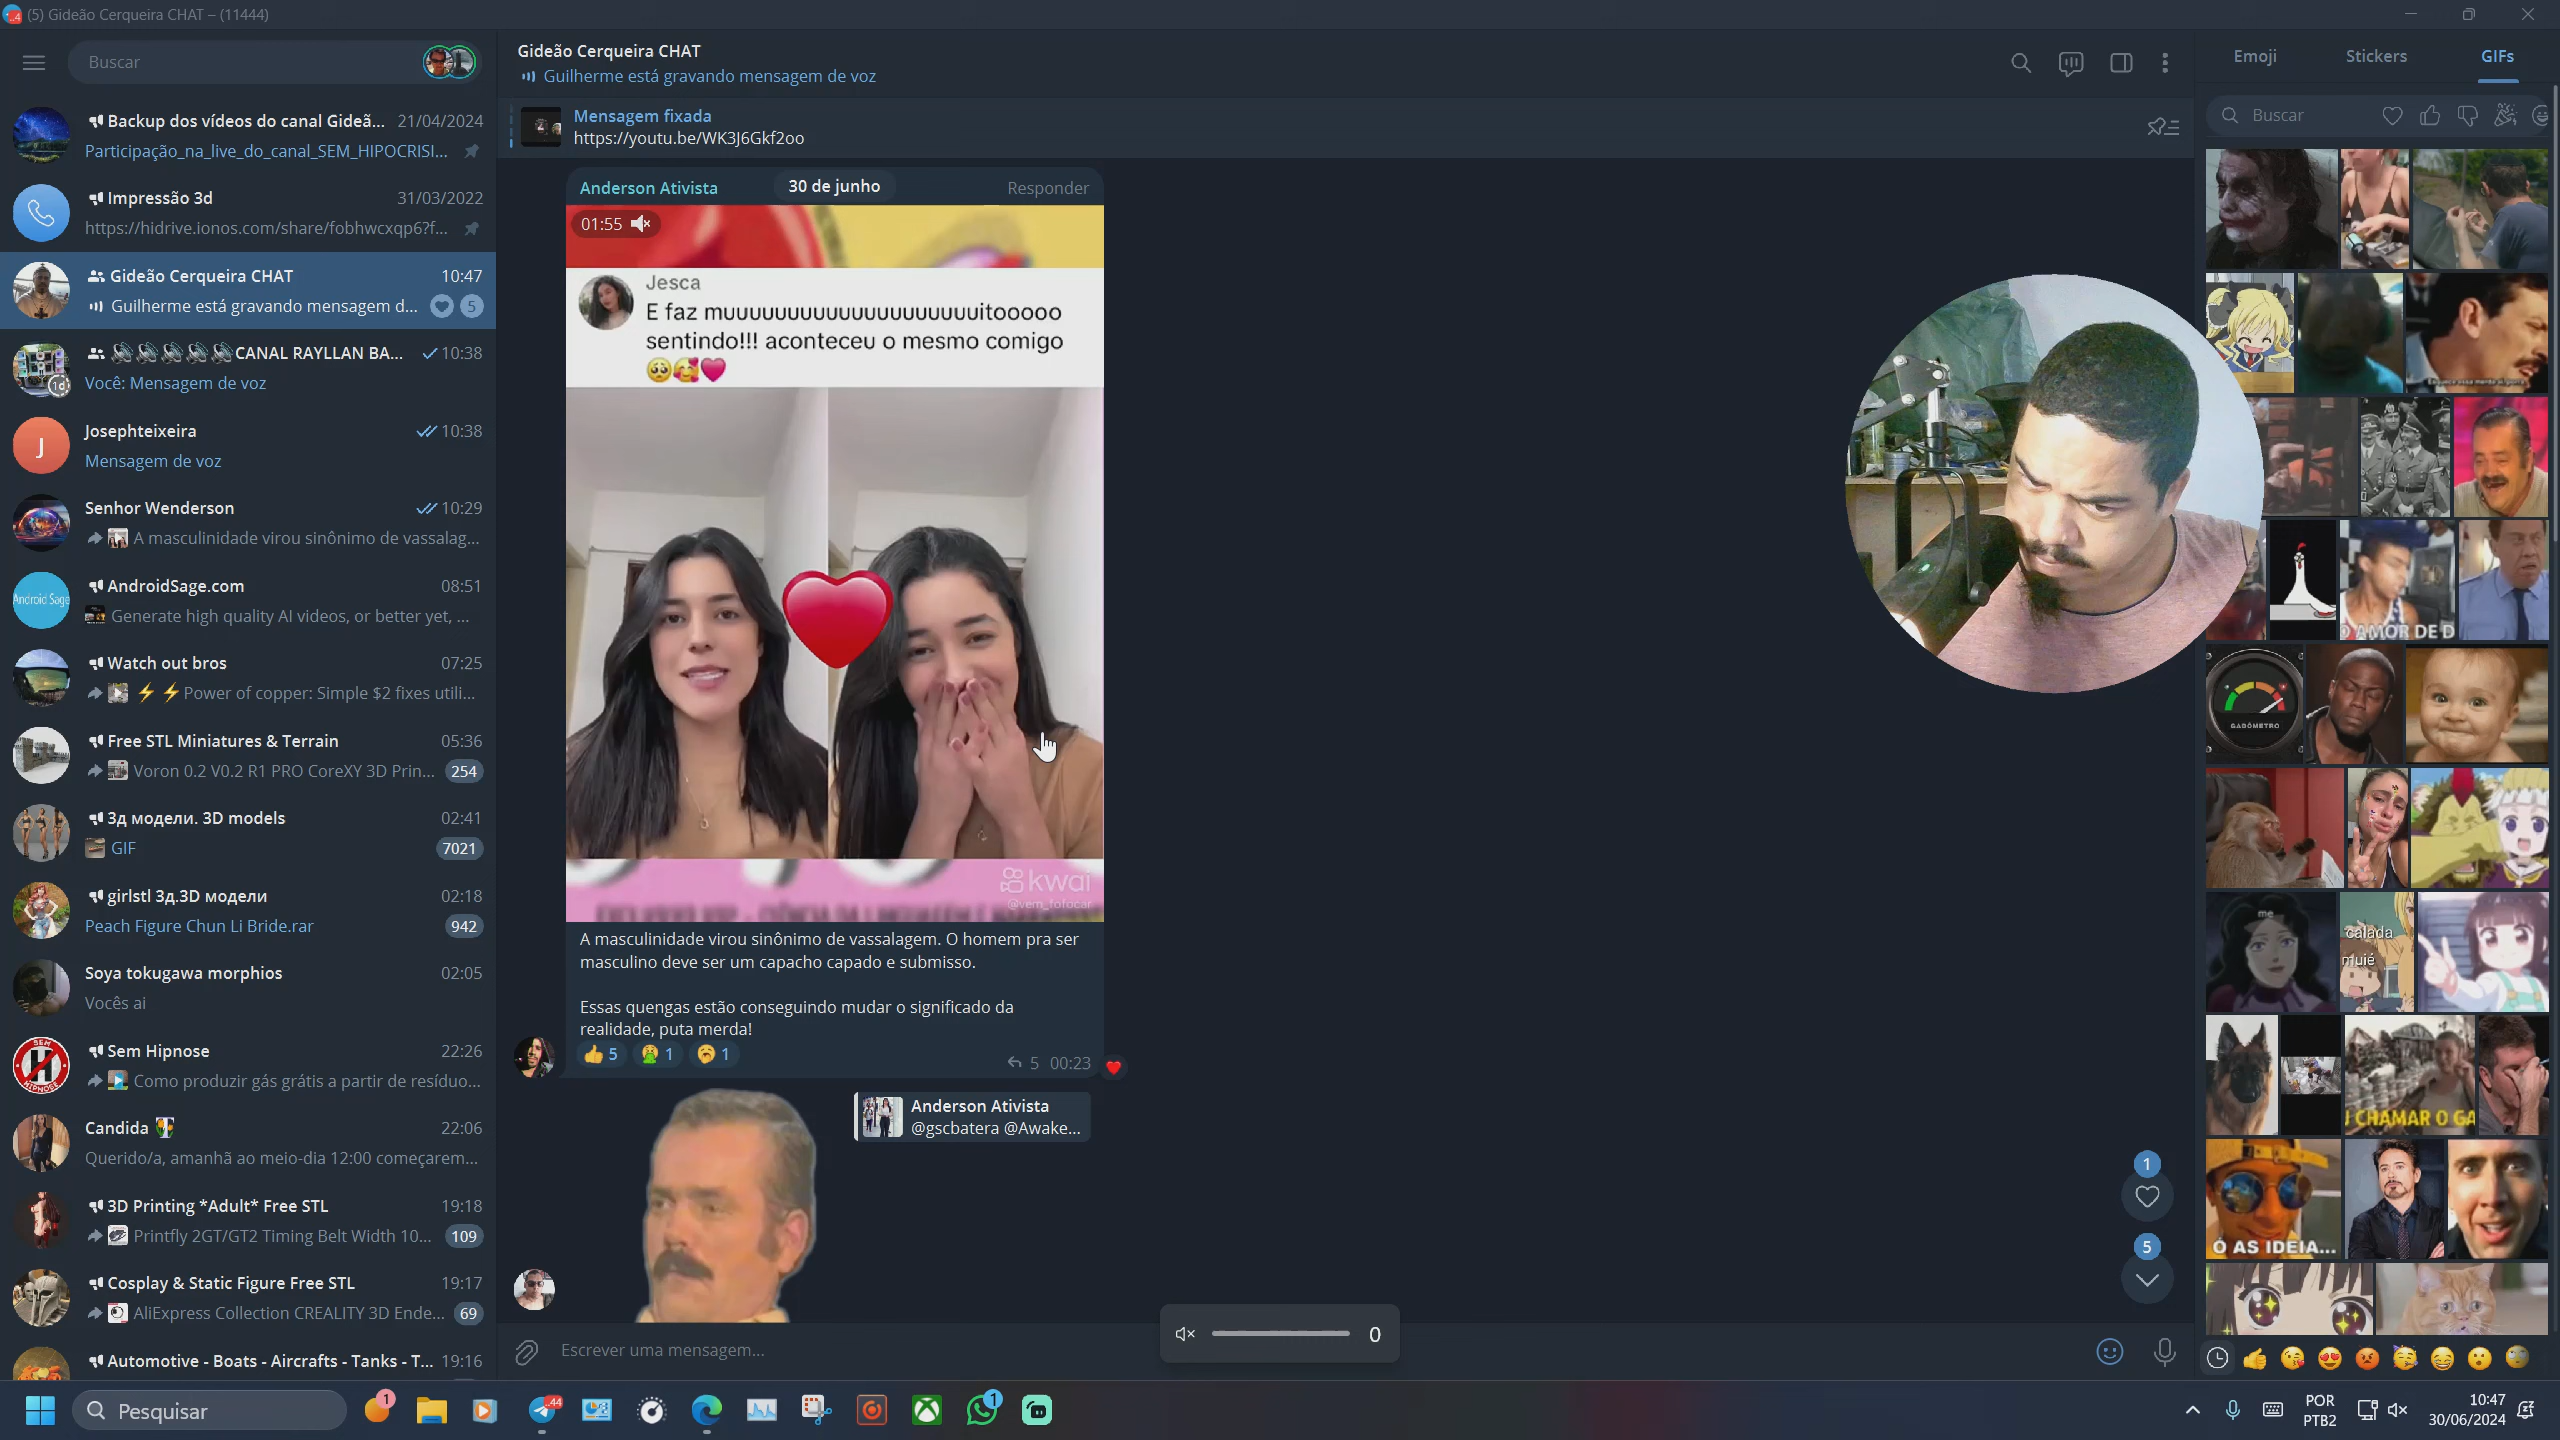 (5) Gideão Cerqueira CHAT – (11444)
Buscar
Backup dos vídeos do canal Gideã... 21/04/2024
Participação_na_live_do_canal_SEM_HIPOCRISI...
Impressão 3d 31/03/2022
https://hidrive.ionos.com/share/fobhwcxqp6?f...
Gideão Cerqueira CHAT 10:47
Guilherme está gravando mensagem d... 5
CANAL RAYLLAN BA... 10:38
1d
Você: Mensagem de voz
J
Josephteixeira 10:38
Mensagem de voz
Senhor Wenderson 10:29
A masculinidade virou sinônimo de vassalag...
Android Sage
AndroidSage.com 08:51
Generate high quality AI videos, or better yet, ...
Watch out bros 07:25
⚡⚡Power of copper: Simple $2 fixes utili...
Free STL Miniatures & Terrain 05:36
Voron 0.2 V0.2 R1 PRO CoreXY 3D Prin... 254
3д модели. 3D models 02:41
GIF 7021
girlstl 3д.3D модели 02:18
Peach Figure Chun Li Bride.rar 942
Soya tokugawa morphios 02:05
Vocês ai
SEM
HIPNOSE
Sem Hipnose 22:26
Como produzir gás grátis a partir de resíduo...
Candida 22:06
Querido/a, amanhã ao meio-dia 12:00 começarem...
3D Printing *Adult* Free STL 19:18
Printfly 2GT/GT2 Timing Belt Width 10... 109
Cosplay & Static Figure Free STL 19:17
AliExpress Collection CREALITY 3D Ende... 69
Automotive - Boats - Aircrafts - Tanks - T... 19:16
Gideão Cerqueira CHAT
Guilherme está gravando mensagem de voz
Mensagem fixada
https://youtu.be/WK3J6Gkf2oo
Anderson Ativista 30 de junho Responder
01:55
Jesca
E faz muuuuuuuuuuuuuuuuuuuuitooooo
sentindo!!! aconteceu o mesmo comigo
🥺🥰💗
kwai
@vem_fofocar
A masculinidade virou sinônimo de vassalagem. O homem pra ser
masculino deve ser um capacho capado e submisso.
Essas quengas estão conseguindo mudar o significado da
realidade, puta merda!
👍 5 🤮 1 🥱 1
5 00:23
Anderson Ativista
@gscbatera @Awake...
1
5
Escrever uma mensagem...
0
Emoji Stickers GIFs
Buscar
O AMOR DE D
GADÔMETRO
me
calada
muié
CHAMAR O GA
Ó AS IDEIA...
Pesquisar
1
44
1
POR
PTB2
10:47
30/06/2024